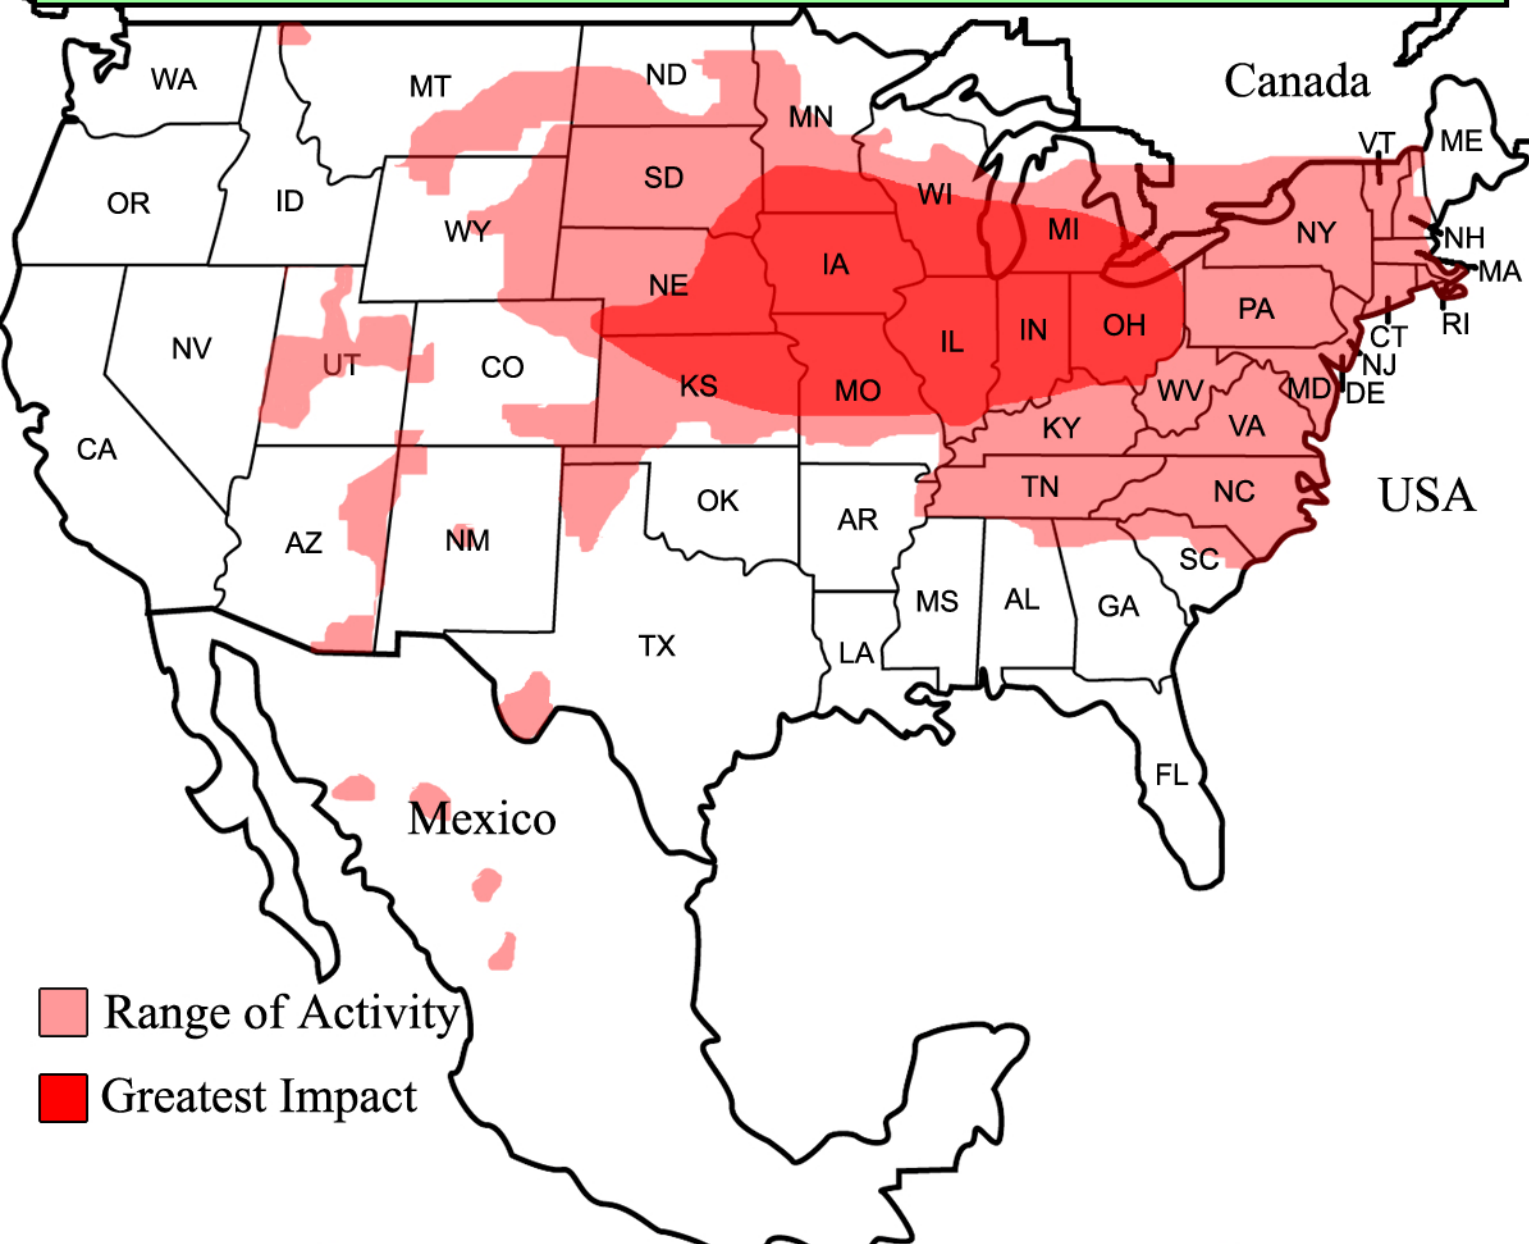 WA
MT
ND
MN
Canada
VT
ME
OR
ID
SD
WY
WI
MI
NY
NH
MA
NE
IA
NV
UT
CO
IL
IN
OH
PA
RI
CT
NJ
DE
MD
KS
MO
WV
VA
KY
CA
USA
TN
NC
OK
AR
AZ
NM
SC
MS
AL
GA
TX
LA
FL
Mexico
Range of Activity
Greatest Impact